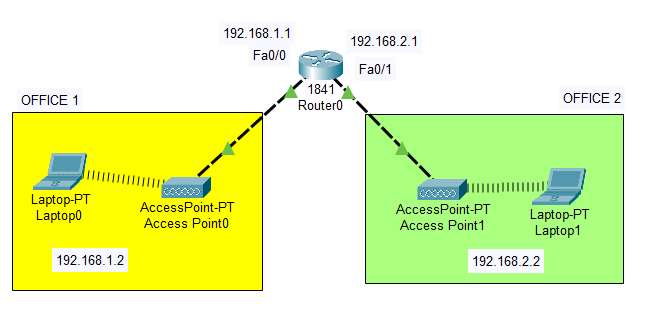 192.168.1.1
192.168.2.1
Fa0/0
Fa0/1
1841
Router0
OFFICE 1
OFFICE 2
Laptop-PT
Laptop0
AccessPoint-PT
Access Point0
192.168.1.2
AccessPoint-PT
Access Point1
Laptop-PT
Laptop1
192.168.2.2